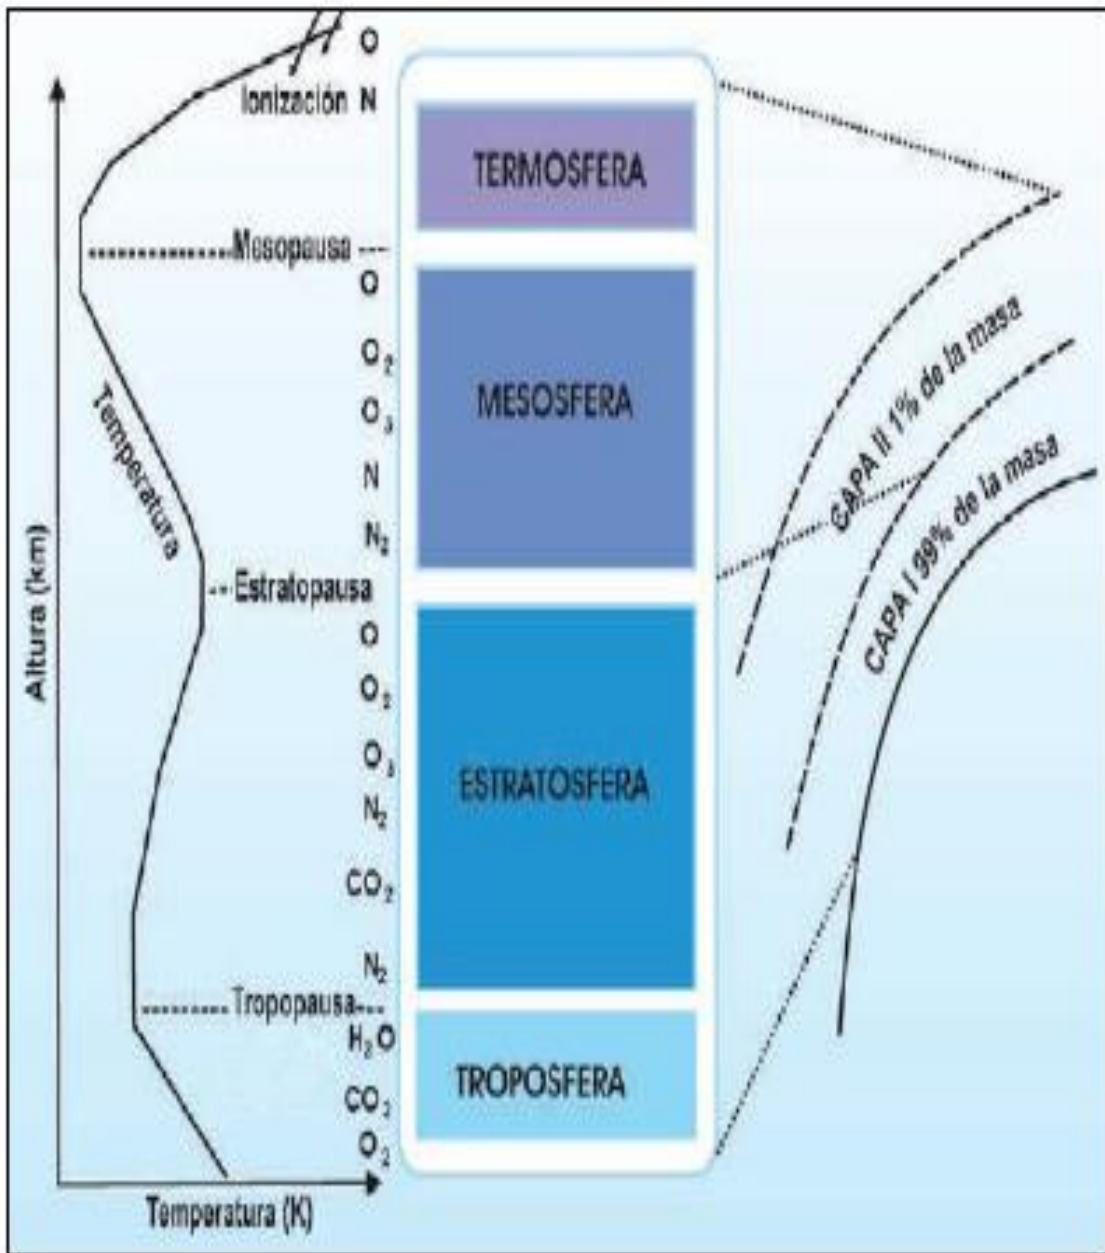 O
Ionización N
TERMOSFERA
Mesopausa
O
O₂
O₃
N
N₂
MESOSFERA
Temperatura
Estratopausa
O
O₂
O₃
N₂
CO₂
N₂
ESTRATOSFERA
Tropopausa
H₂O
CO₂
O₂
TROPOSFERA
Altura (km)
Temperatura (K)
CAPA II 1% de la masa
CAPA I 99% de la masa